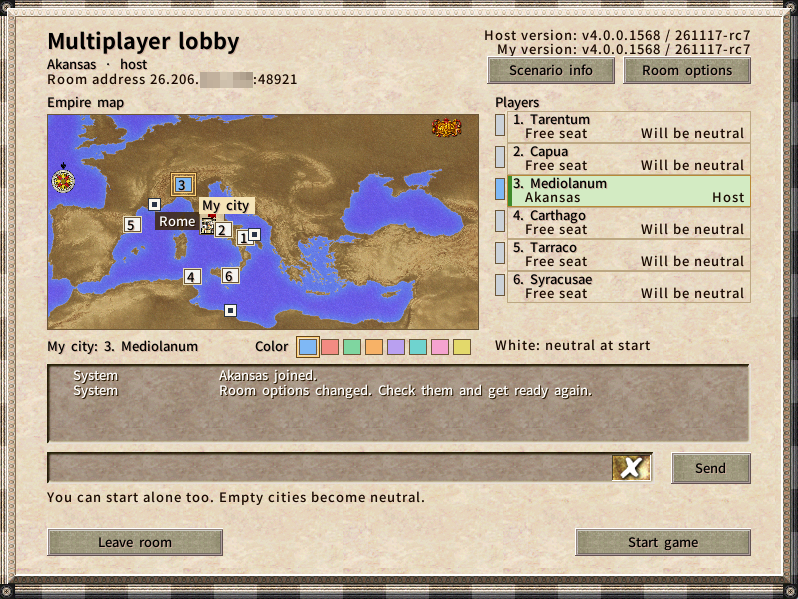 Multiplayer lobby
Host version: v4.0.0.1568 / 261117-rc7
My version: v4.0.0.1568 / 261117-rc7
Akansas · host
Room address 26.206. :48921
Scenario info
Room options
Empire map
Players
3
My city
Rome
5
2
1
4
6
1. Tarentum
Free seat Will be neutral
2. Capua
Free seat Will be neutral
3. Mediolanum
Akansas Host
4. Carthago
Free seat Will be neutral
5. Tarraco
Free seat Will be neutral
6. Syracusae
Free seat Will be neutral
My city: 3. Mediolanum
Color
White: neutral at start
System Akansas joined.
System Room options changed. Check them and get ready again.
Send
You can start alone too. Empty cities become neutral.
Leave room
Start game